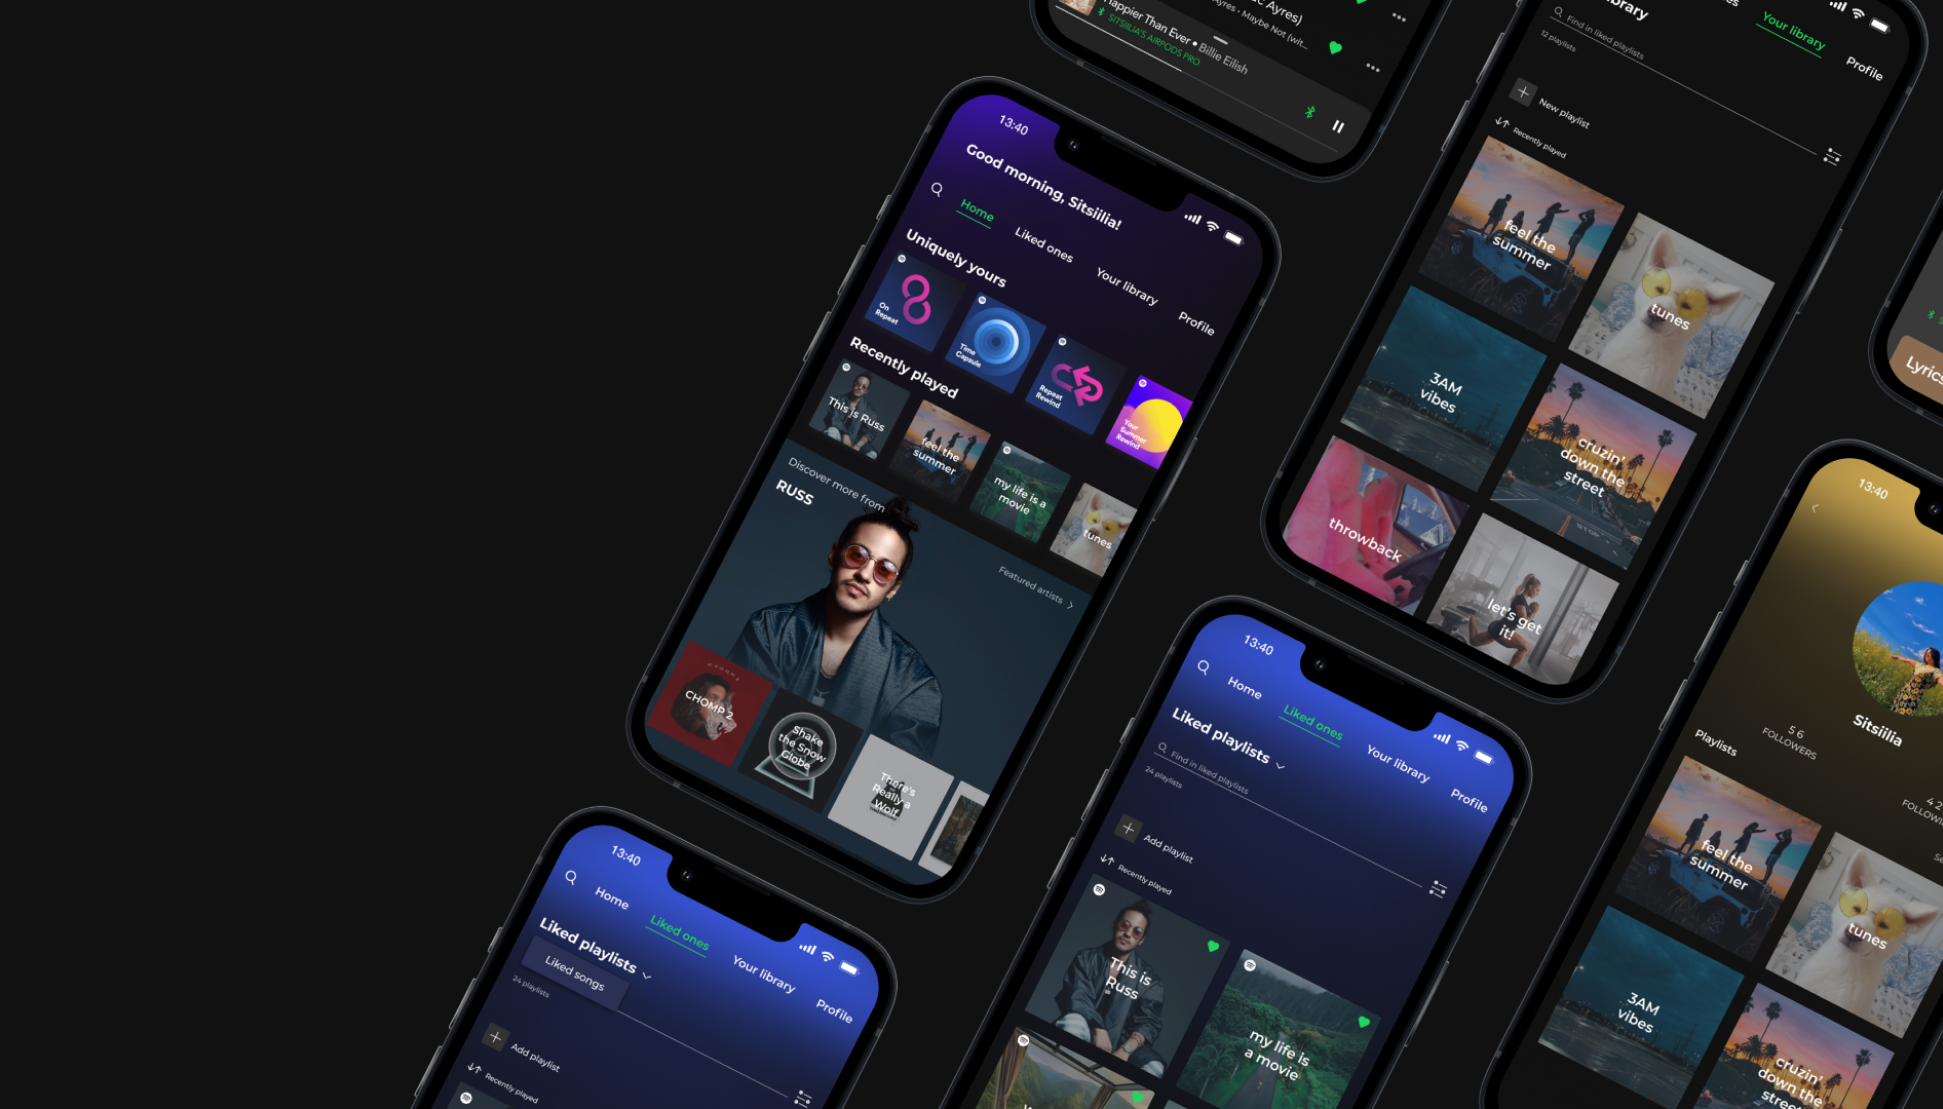 Ayres)
Ayres • Maybe Not (wit...
Happier Than Ever • Billie Eilish
SITSIILIA'S AIRPODS PRO
13:40
Good morning, Sitsiilia!
Home
Liked ones
Your library
Profile
Uniquely yours
On
Repeat
Time
Capsule
Repeat
Rewind
Your
Summer
Rewind
Recently played
This is Russ
feel the
summer
my life is a
movie
tunes
Discover more from
RUSS
Featured artists
CHOMP 2
Shake
the Snow
Globe
There's
Really a
Wolf
Your library
Profile
Find in liked playlists
12 playlists
New playlist
Recently played
feel the
summer
tunes
3AM
vibes
cruzin'
down the
street
throwback
let's get
it!
Lyrics
13:40
Home
Liked ones
Your library
Profile
Liked playlists
Liked songs
24 playlists
Add playlist
Recently played
13:40
Home
Liked ones
Your library
Profile
Liked playlists
Find in liked playlists
24 playlists
Add playlist
Recently played
This is
Russ
my life is
a movie
13:40
Sitsiilia
56
FOLLOWERS
42
Playlists
feel the
summer
tunes
3AM
vibes
cruzin'
down the
street